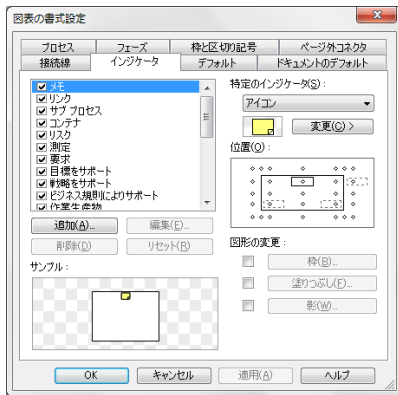 図表の書式設定
プロセス
フェーズ
枠と区切り記号
ページ外コネクタ
接続線
インジケータ
デフォルト
ドキュメントのデフォルト
メモ
リンク
サブ プロセス
コンテナ
リスク
測定
要求
目標をサポート
戦略をサポート
ビジネス規則によりサポート
作業生産物
追加(A)...
編集(E)...
削除(D)
リセット(R)
サンプル:
特定のインジケータ(S):
アイコン
変更(C) >
位置(O):
図形の変更:
枠(B)...
塗りつぶし(F)...
影(W)...
OK
キャンセル
適用(A)
ヘルプ